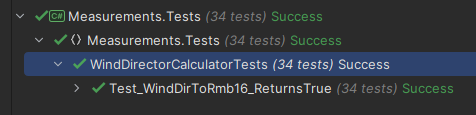 C# Measurements.Tests (34 tests) Success
{} Measurements.Tests (34 tests) Success
WindDirectorCalculatorTests (34 tests) Success
Test_WindDirToRmb16_ReturnsTrue (34 tests) Success